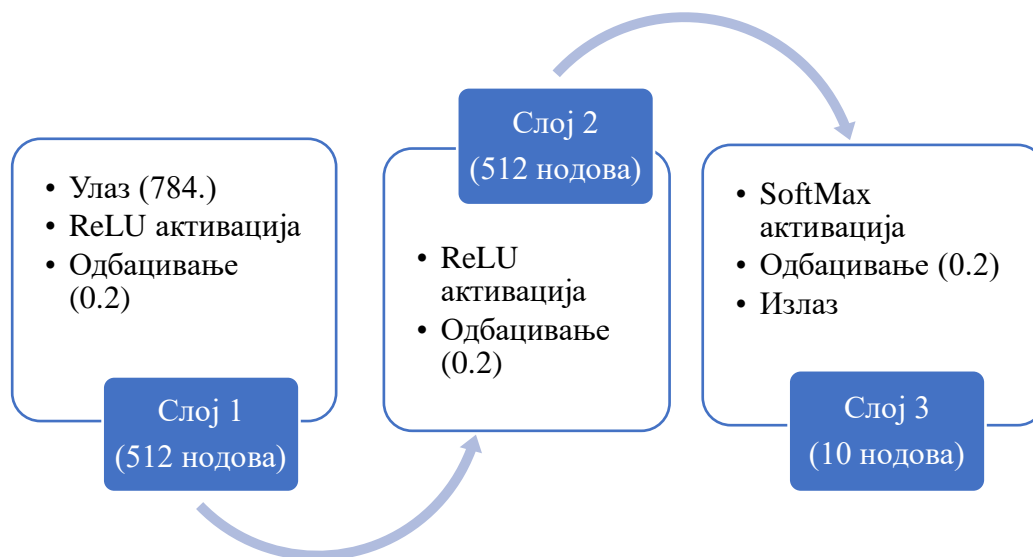 • Улаз (784.)
• ReLU активација
• Одбацивање
(0.2)
Слој 1
(512 нодова)
Слој 2
(512 нодова)
• ReLU
активација
• Одбацивање
(0.2)
• SoftMax
активација
• Одбацивање (0.2)
• Излаз
Слој 3
(10 нодова)